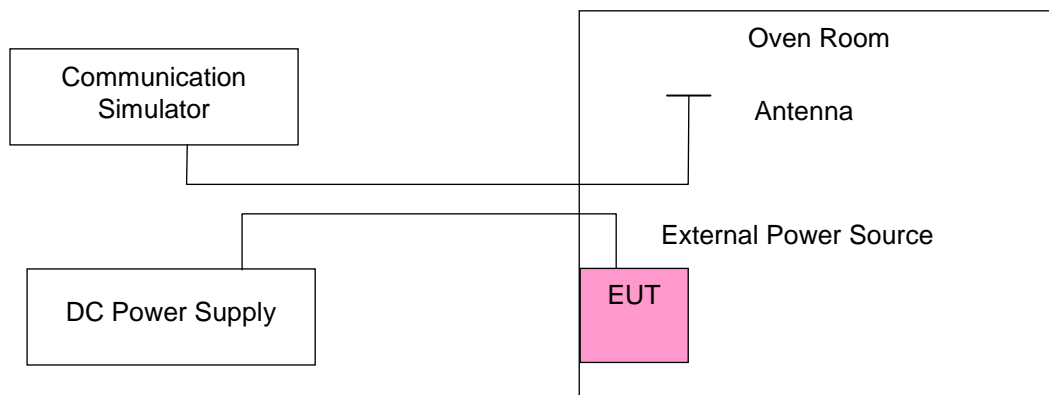 Oven Room
Communication
Simulator
Antenna
External Power Source
DC Power Supply
EUT